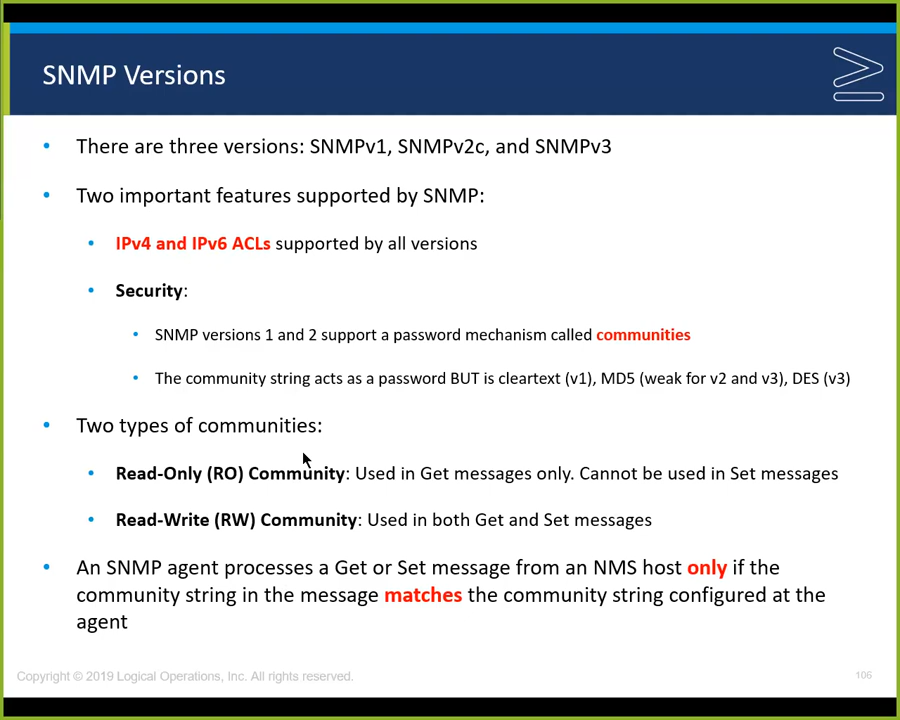 SNMP Versions
• There are three versions: SNMPv1, SNMPv2c, and SNMPv3
• Two important features supported by SNMP:
• IPv4 and IPv6 ACLs supported by all versions
• Security:
• SNMP versions 1 and 2 support a password mechanism called communities
• The community string acts as a password BUT is cleartext (v1), MD5 (weak for v2 and v3), DES (v3)
• Two types of communities:
• Read-Only (RO) Community: Used in Get messages only. Cannot be used in Set messages
• Read-Write (RW) Community: Used in both Get and Set messages
• An SNMP agent processes a Get or Set message from an NMS host only if the
community string in the message matches the community string configured at the
agent
Copyright © 2019 Logical Operations, Inc. All rights reserved.
106